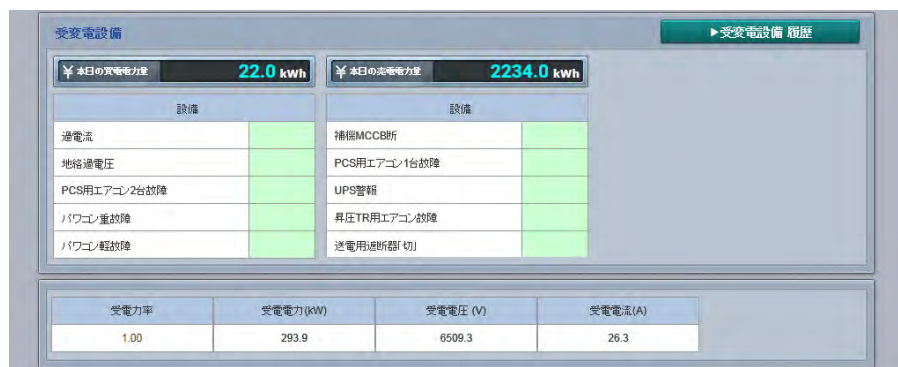 受変電設備
▶受変電設備 履歴
¥ 本日の買電電力量 22.0 kwh
¥ 本日の売電電力量 2234.0 kwh
設備
設備
過電流
補機MCCB断
地絡過電圧
PCS用エアコン1台故障
PCS用エアコン2台故障
UPS警報
パワコン重故障
昇圧TR用エアコン故障
パワコン軽故障
送電用遮断器「切」
受電力率 受電電力(kW) 受電電圧 (V) 受電電流(A)
1.00 293.9 6509.3 26.3